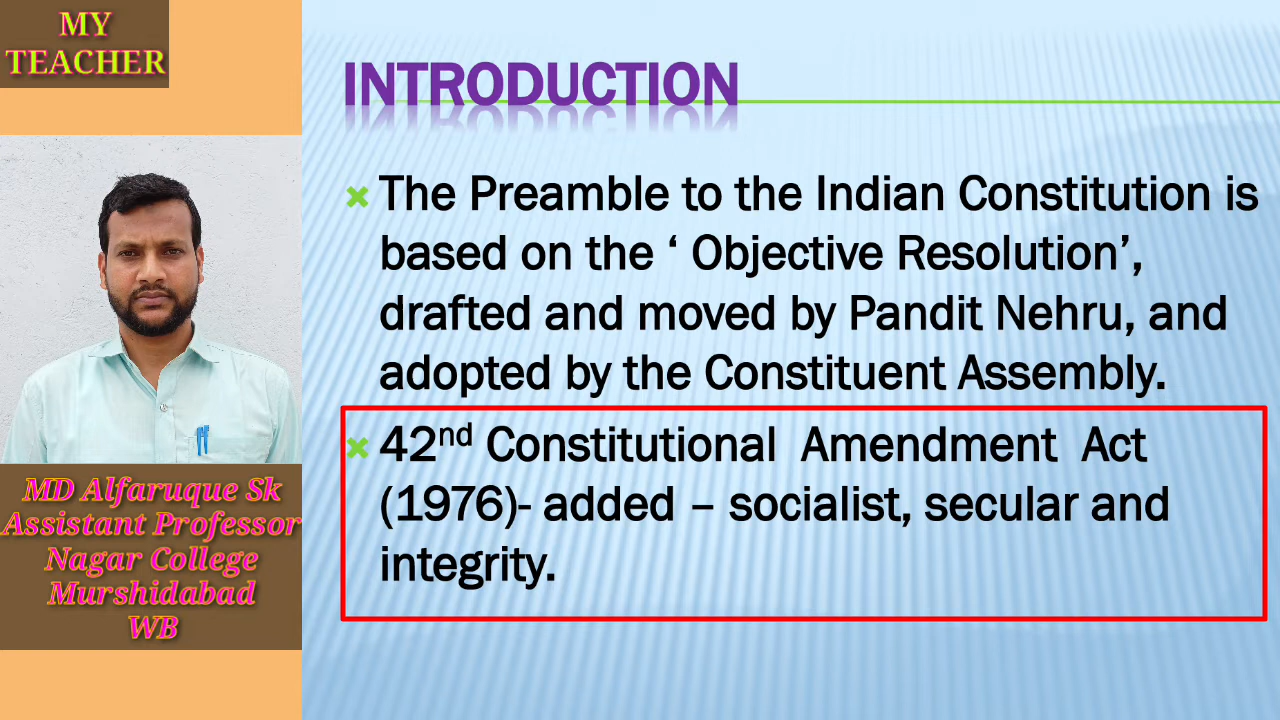 MY
TEACHER
MD Alfaruque Sk
Assistant Professor
Nagar College
Murshidabad
WB
INTRODUCTION
The Preamble to the Indian Constitution is
based on the ‘ Objective Resolution’,
drafted and moved by Pandit Nehru, and
adopted by the Constituent Assembly.
42nd Constitutional Amendment Act
(1976)- added – socialist, secular and
integrity.